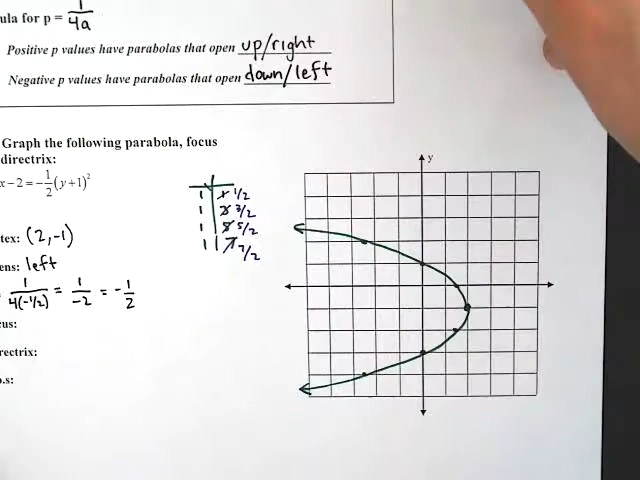 ula for p = 1/4a
Positive p values have parabolas that open up/right
Negative p values have parabolas that open down/left
Graph the following parabola, focus
directrix:
x-2=-1/2(y+1)²
tex: (2,-1)
ens: left
1/4(-1/2) = 1/-2 = -1/2
us:
rectrix:
o.s:
1 1/2
1 3/2
1 5/2
1 7/2
y